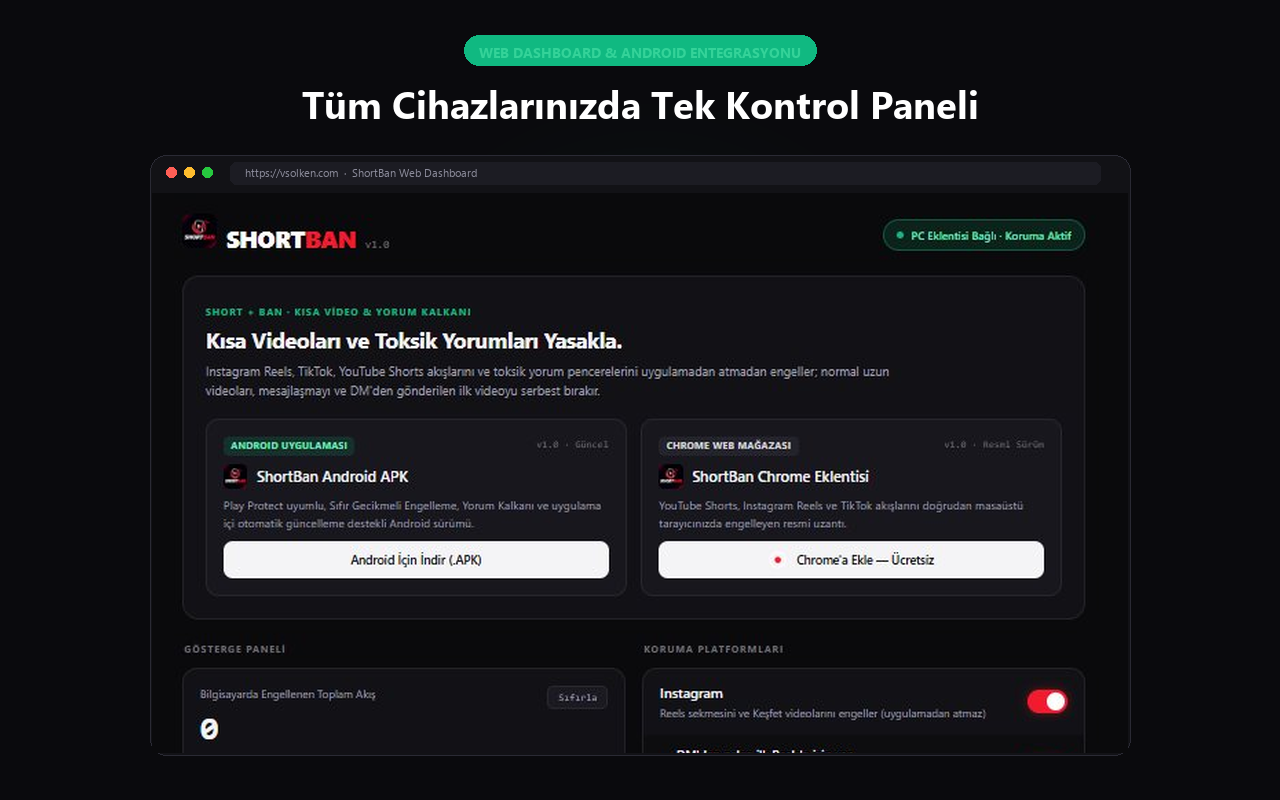 WEB DASHBOARD & ANDROID ENTEGRASYONU
Tüm Cihazlarınızda Tek Kontrol Paneli
https://vsolken.com · ShortBan Web Dashboard
SHORTBAN v1.0
PC Eklentisi Bağlı · Koruma Aktif
SHORT + BAN · KISA VİDEO & YORUM KALKANI
Kısa Videoları ve Toksik Yorumları Yasakla.
Instagram Reels, TikTok, YouTube Shorts akışlarını ve toksik yorum pencerelerini uygulamadan atmadan engeller; normal uzun
videoları, mesajlaşmayı ve DM'den gönderilen ilk videoyu serbest bırakır.
ANDROID UYGULAMASI
v1.0 · Güncel
ShortBan Android APK
Play Protect uyumlu, Sıfır Gecikmeli Engelleme, Yorum Kalkanı ve uygulama
içi otomatik güncelleme destekli Android sürümü.
Android İçin İndir (.APK)
CHROME WEB MAĞAZASI
v1.0 · Resmi Sürüm
ShortBan Chrome Eklentisi
YouTube Shorts, Instagram Reels ve TikTok akışlarını doğrudan masaüstü
tarayıcınızda engelleyen resmi uzantı.
Chrome'a Ekle — Ücretsiz
GÖSTERGE PANELİ
Bilgisayarda Engellenen Toplam Akış
Sıfırla
0
KORUMA PLATFORMLARI
Instagram
Reels sekmesini ve Keşfet videolarını engeller (uygulamadan atmaz)